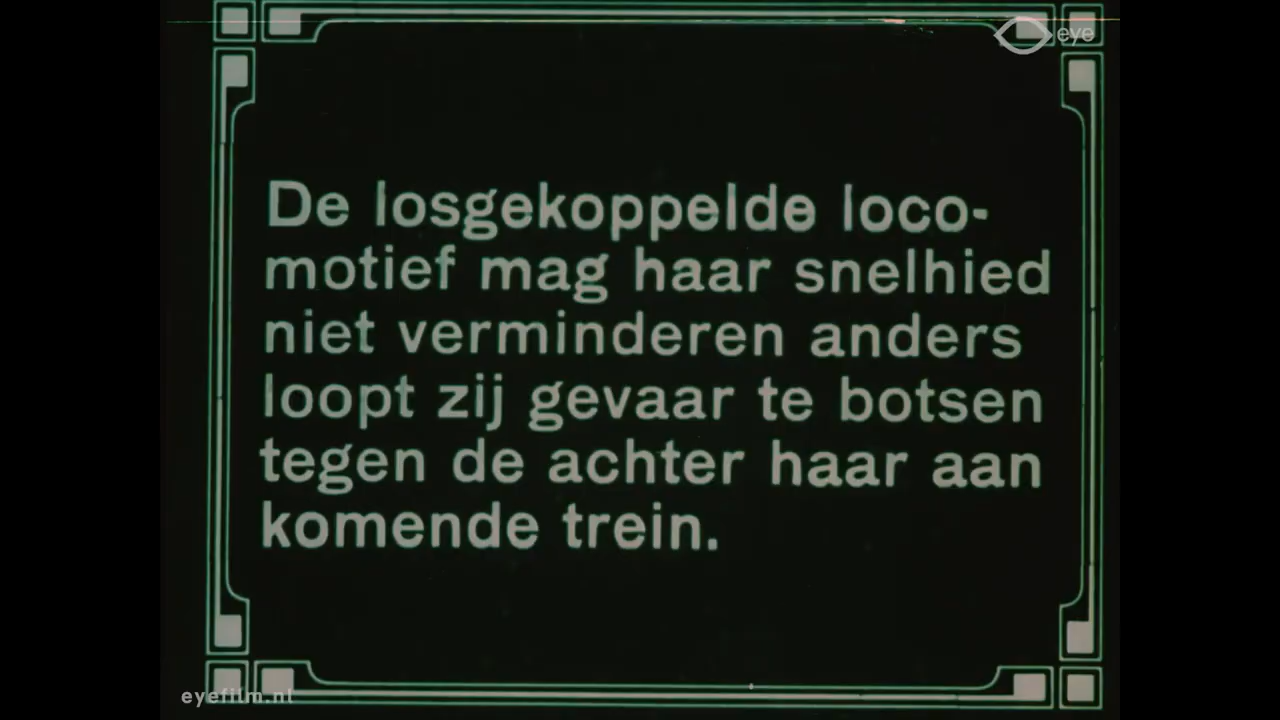 eye
De losgekoppelde loco-
motief mag haar snelhied
niet verminderen anders
loopt zij gevaar te botsen
tegen de achter haar aan
komende trein.
eyefilm.nl